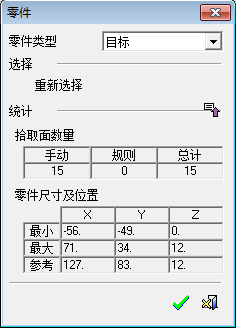 零件
零件类型 目标
选择
重新选择
统计
拾取面数量
手动 规则 总计
15 0 15
零件尺寸及位置
X Y Z
最小 -56. -49. 0.
最大 71. 34. 12.
参考 127. 83. 12.